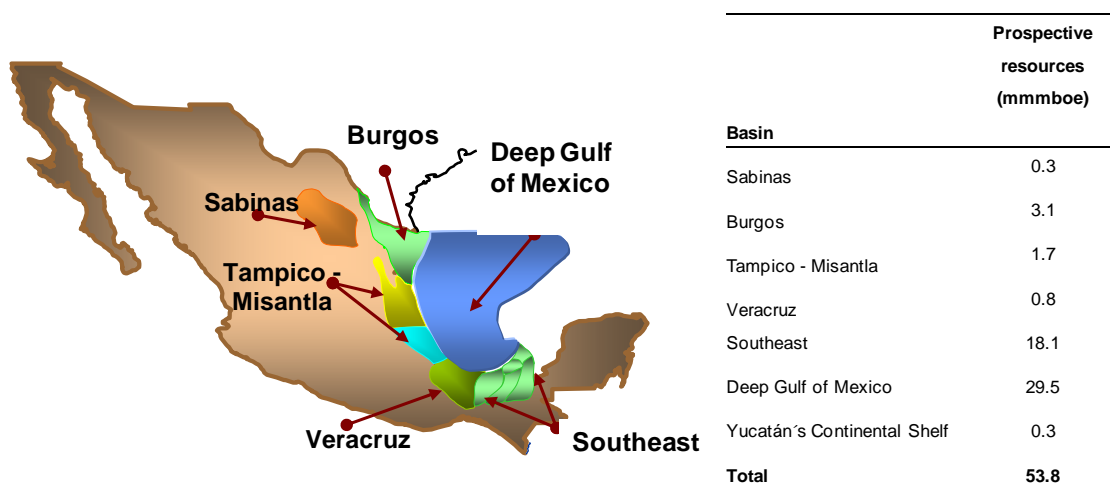 Burgos
Deep Gulf
of Mexico
Sabinas
Tampico -
Misantla
Veracruz
Southeast
Prospective
resources
(mmmboe)
Basin
Sabinas 0.3
Burgos 3.1
Tampico - Misantla 1.7
Veracruz 0.8
Southeast 18.1
Deep Gulf of Mexico 29.5
Yucatán´s Continental Shelf 0.3
Total 53.8